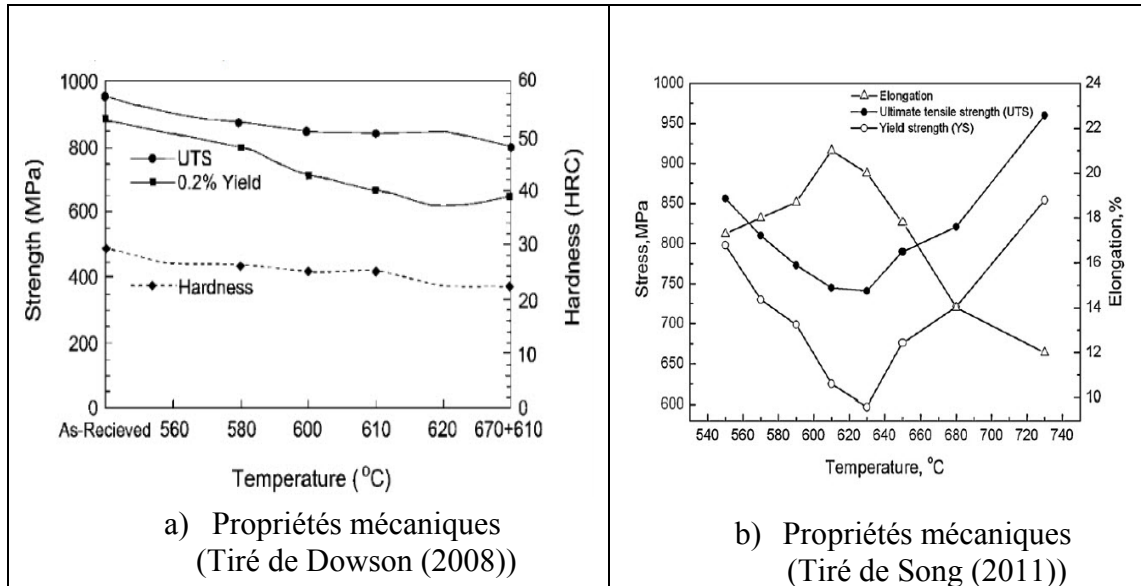 1000
800
600
400
200
0
Strength (MPa)
UTS
0.2% Yield
Hardness
60
50
40
30
20
10
0
Hardness (HRC)
As-Recieved 560 580 600 610 620 670+610
Temperature (°C)
a) Propriétés mécaniques
(Tiré de Dowson (2008))
1000
950
900
850
800
750
700
650
600
Stress, MPa
Elongation
Ultimate tensile strength (UTS)
Yield strength (YS)
24
22
20
18
16
14
12
10
Elongation,%
540 560 580 600 620 640 660 680 700 720 740
Temperature, °C
b) Propriétés mécaniques
(Tiré de Song (2011))